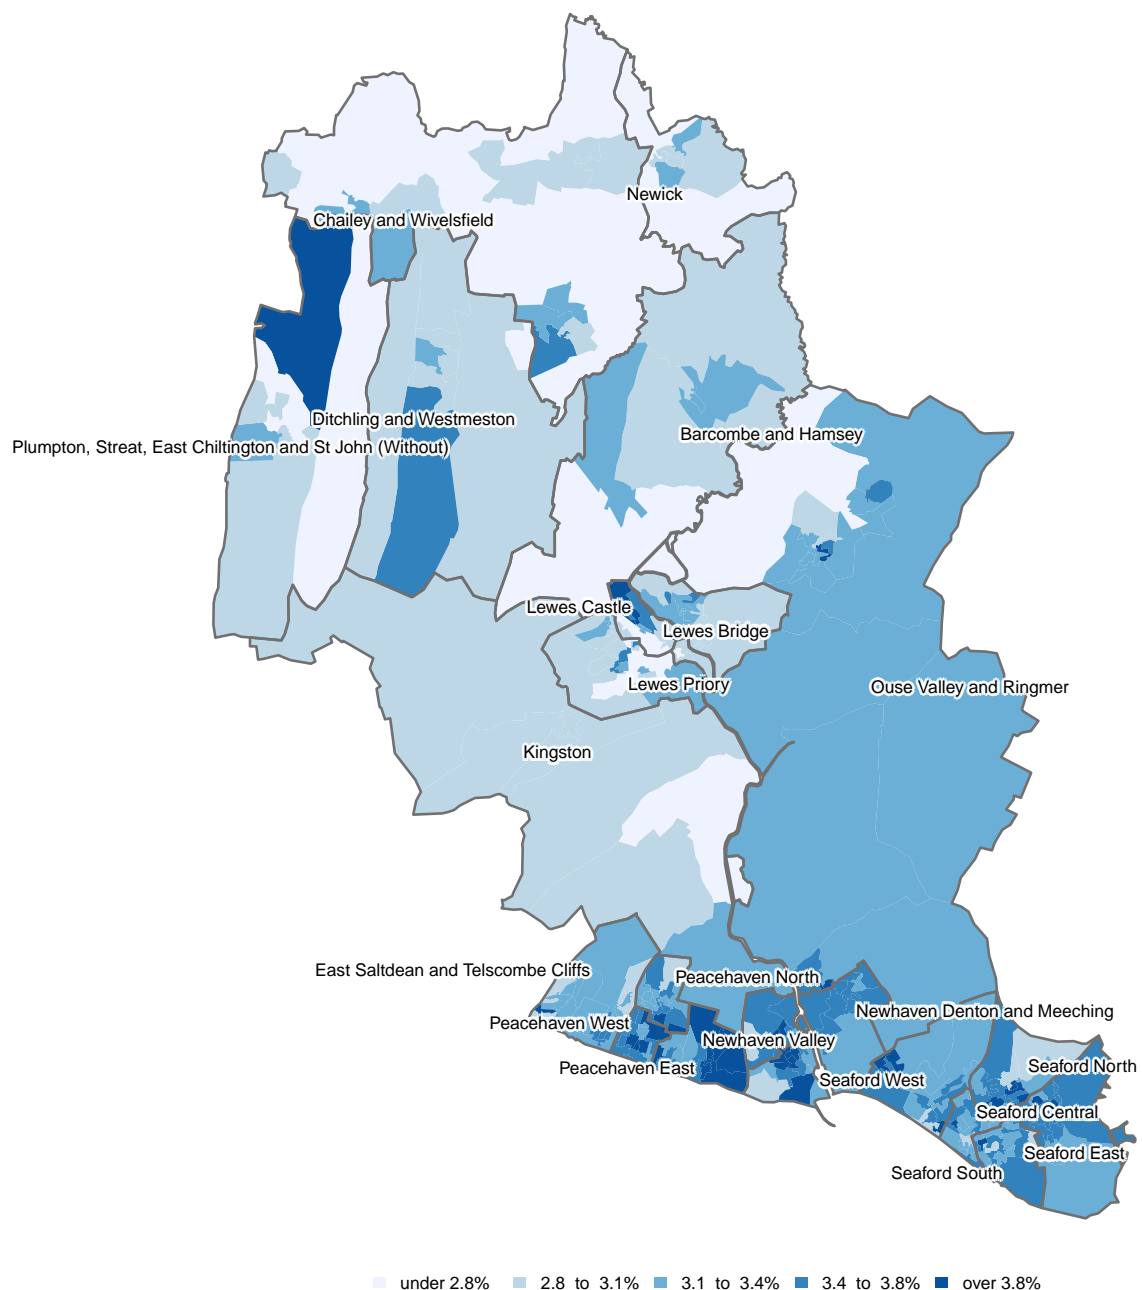 Newick
Chailey and Wivelsfield
Ditchling and Westmeston
Barcombe and Hamsey
Plumpton, Streat, East Chiltington and St John (Without)
Lewes Castle
Lewes Bridge
Lewes Priory
Ouse Valley and Ringmer
Kingston
East Saltdean and Telscombe Cliffs
Peacehaven North
Newhaven Denton and Meeching
Peacehaven West
Newhaven Valley
Peacehaven East
Seaford North
Seaford West
Seaford Central
Seaford East
Seaford South
under 2.8% 2.8 to 3.1% 3.1 to 3.4% 3.4 to 3.8% over 3.8%